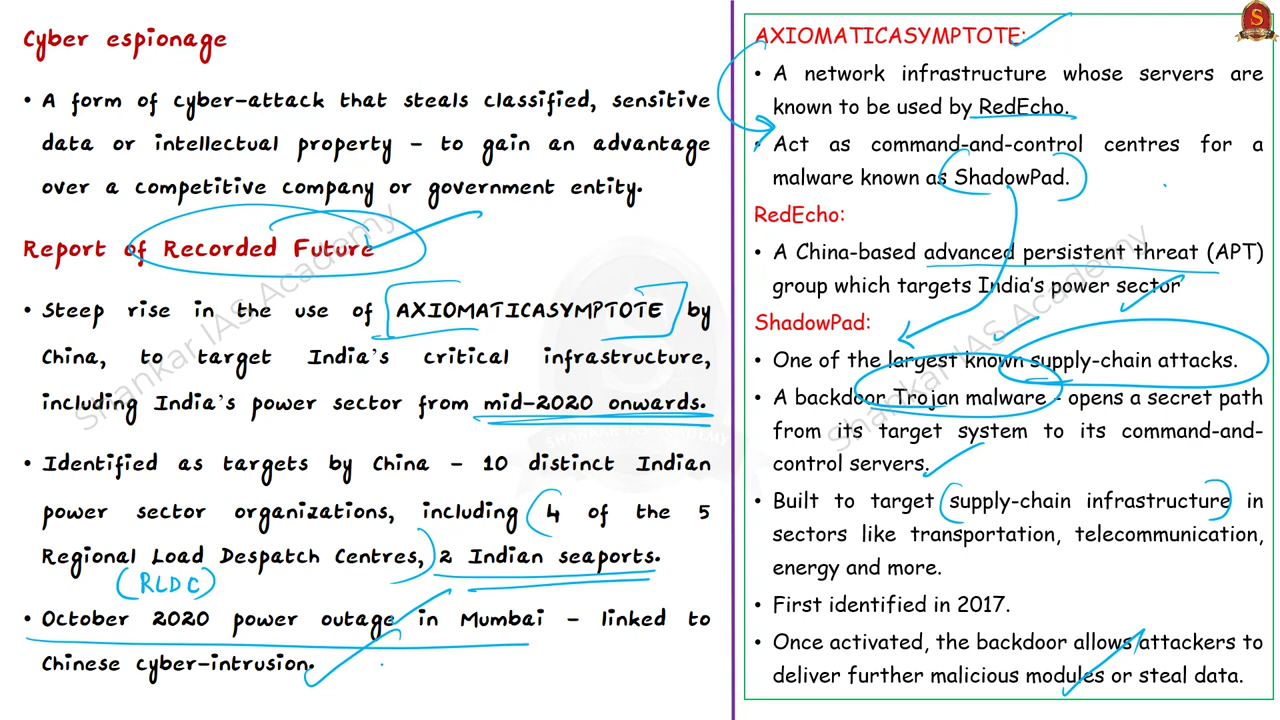 Cyber espionage
• A form of cyber-attack that steals classified, sensitive
data or intellectual property – to gain an advantage
over a competitive company or government entity.
Report of Recorded Future
• Steep rise in the use of AXIOMATICASYMPTOTE by
China, to target India's critical infrastructure,
including India's power sector from mid-2020 onwards.
• Identified as targets by China – 10 distinct Indian
power sector organizations, including 4 of the 5
Regional Load Despatch Centres, 2 Indian seaports.
(RLDC)
• October 2020 power outage in Mumbai – linked to
Chinese cyber-intrusion.
AXIOMATICASYMPTOTE:
• A network infrastructure whose servers are
known to be used by RedEcho.
• Act as command-and-control centres for a
malware known as ShadowPad.
RedEcho:
• A China-based advanced persistent threat (APT)
group which targets India's power sector
ShadowPad:
• One of the largest known supply-chain attacks.
• A backdoor Trojan malware - opens a secret path
from its target system to its command-and-
control servers.
• Built to target supply-chain infrastructure in
sectors like transportation, telecommunication,
energy and more.
• First identified in 2017.
• Once activated, the backdoor allows attackers to
deliver further malicious modules or steal data.
Shankar IAS Academy
Shankar IAS Academy
SHANKAR IAS ACADEMY